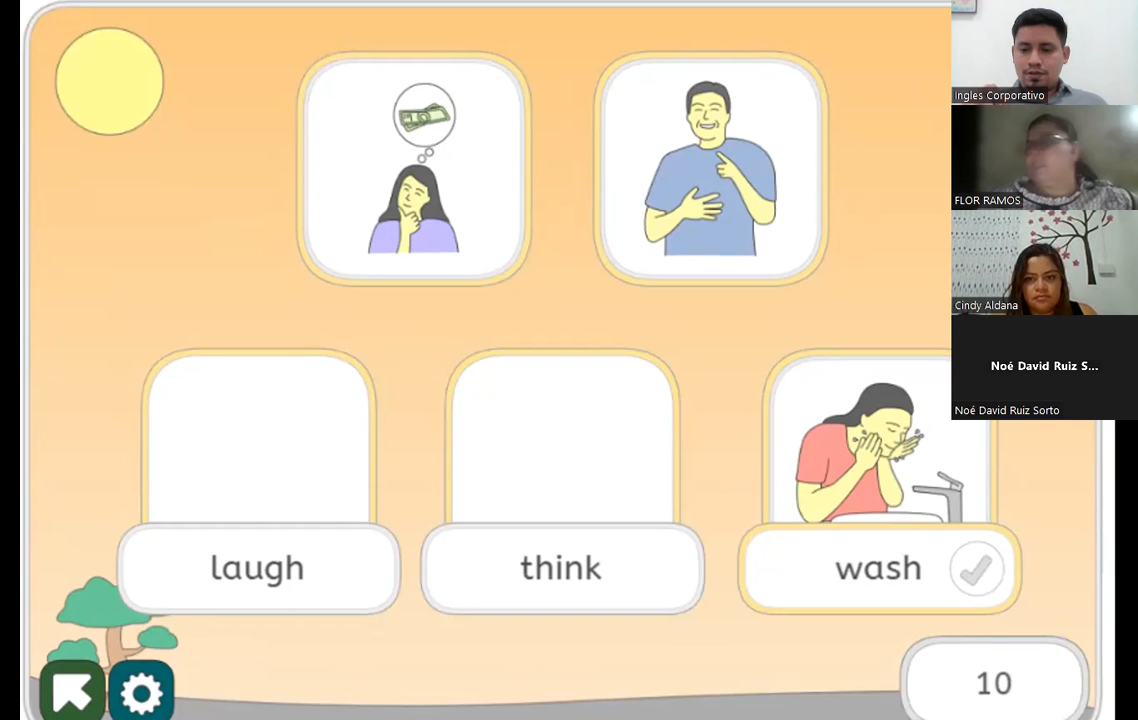 Ingles Corporativo
FLOR RAMOS
Cindy Aldana
Noé David Ruiz S...
Noé David Ruiz Sorto
laugh
think
wash
10